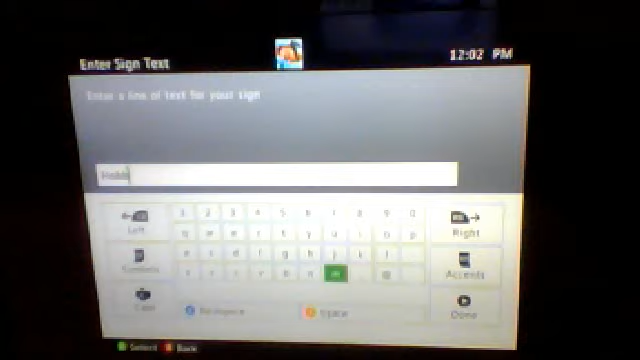 Enter Sign Text
12:02 PM
Enter a line of text for your sign
1 2 3 4 5 6 7 8 9 0
q w e r t y u i o p
Left
Right
a s d f g h j k l
Symbols
Accents
z x c v b n m @
Caps
Backspace
Space
Done
Select
Back